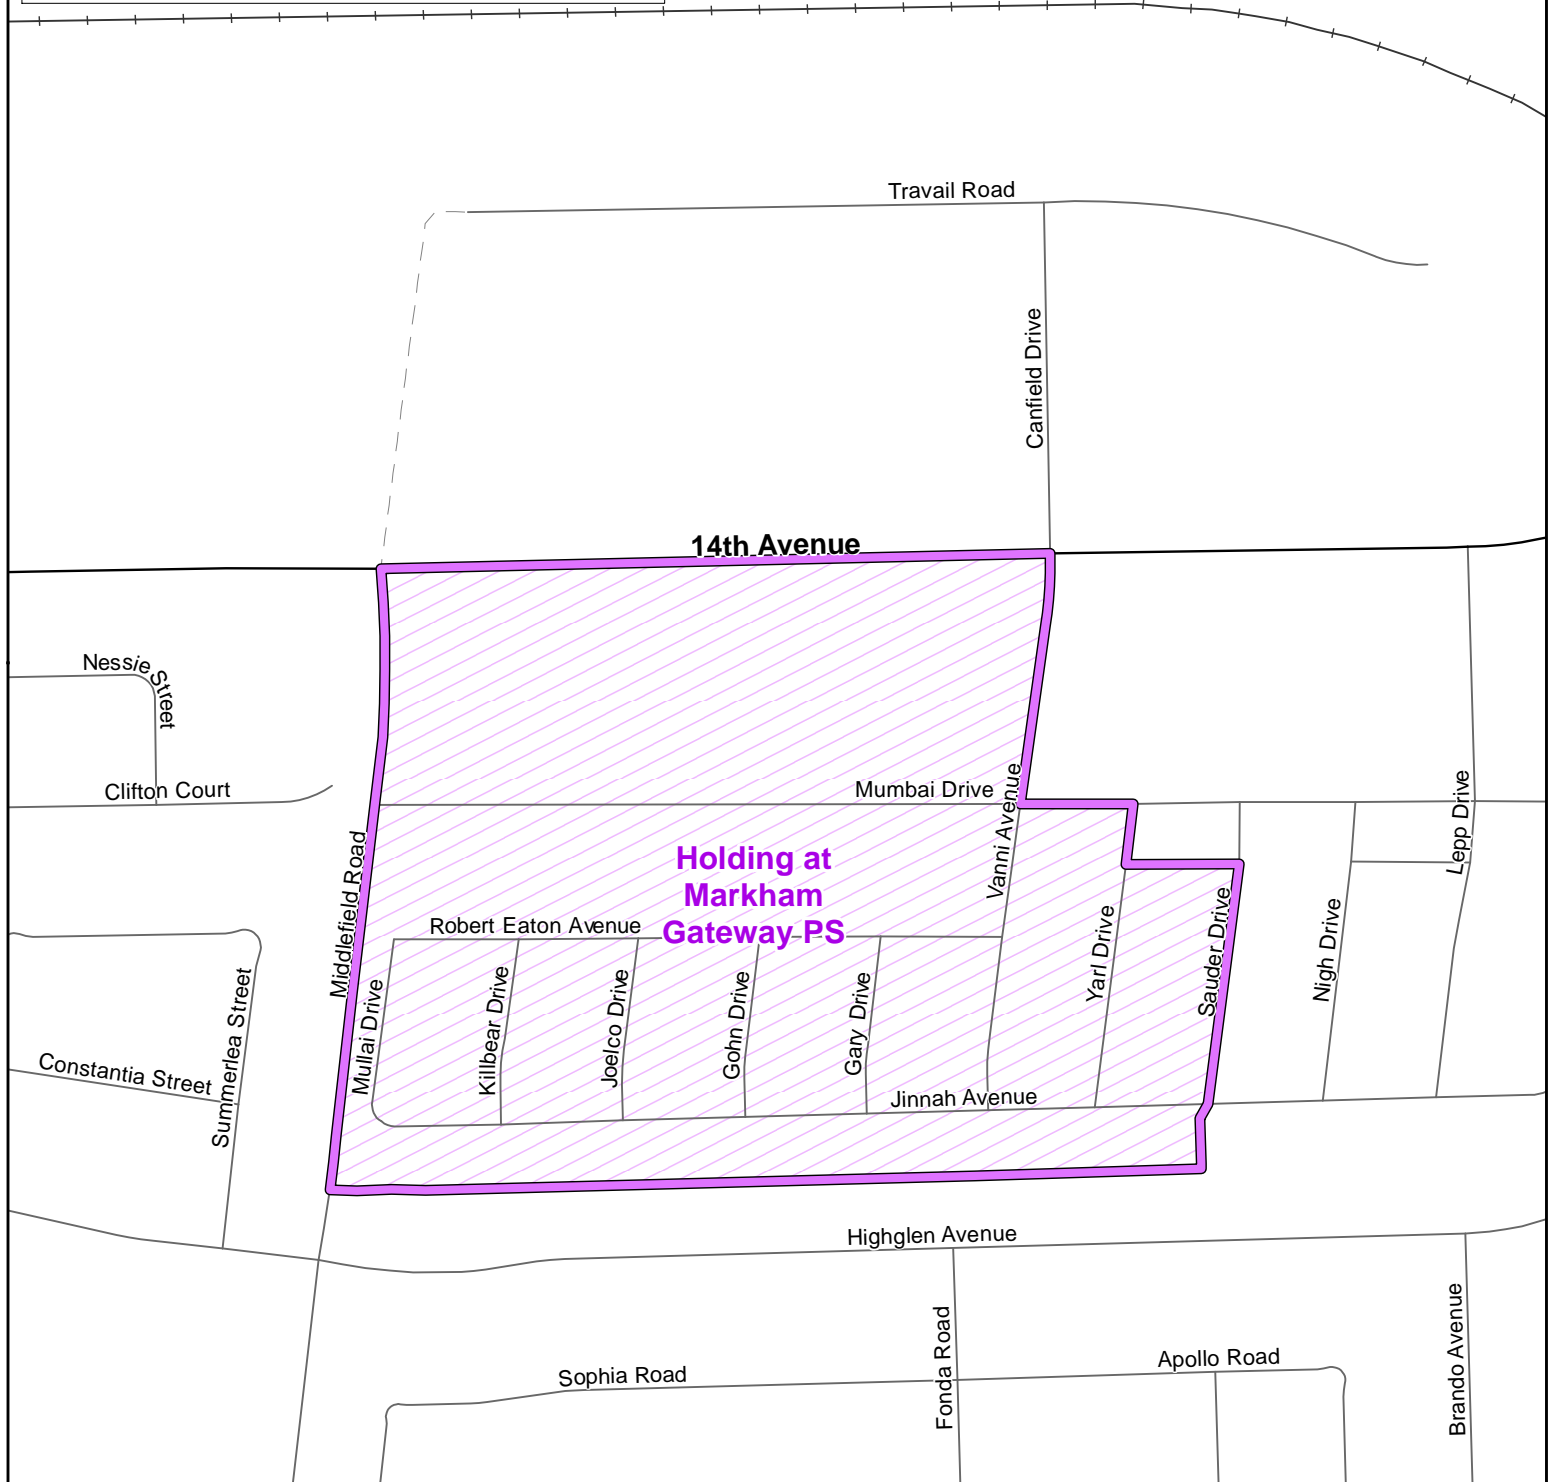 Travail Road
Canfield Drive
14th Avenue
Nessie Street
Clifton Court
Mumbai Drive
Vanni Avenue
Lepp Drive
Middlefield Road
Holding at
Markham
Gateway PS
Robert Eaton Avenue
Mullai Drive
Killbear Drive
Joelco Drive
Gohn Drive
Gary Drive
Yarl Drive
Sauder Drive
Nigh Drive
Summerlea Street
Constantia Street
Jinnah Avenue
Highglen Avenue
Fonda Road
Brando Avenue
Sophia Road
Apollo Road